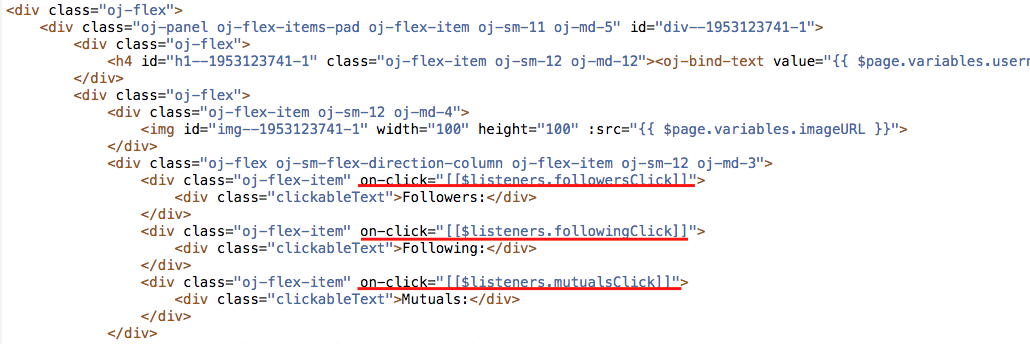 <div class="oj-flex">
<div class="oj-panel oj-flex-items-pad oj-flex-item oj-sm-11 oj-md-5" id="div--1953123741-1">
<div class="oj-flex">
<h4 id="h1--1953123741-1" class="oj-flex-item oj-sm-12 oj-md-12"><oj-bind-text value="{{ $page.variables.usern
</div>
<div class="oj-flex">
<div class="oj-flex-item oj-sm-12 oj-md-4">
<img id="img--1953123741-1" width="100" height="100" :src="{{ $page.variables.imageURL }}">
</div>
<div class="oj-flex oj-sm-flex-direction-column oj-flex-item oj-sm-12 oj-md-3">
<div class="oj-flex-item" on-click="[[$listeners.followersClick]]">
<div class="clickableText">Followers:</div>
</div>
<div class="oj-flex-item" on-click="[[$listeners.followingClick]]">
<div class="clickableText">Following:</div>
</div>
<div class="oj-flex-item" on-click="[[$listeners.mutualsClick]]">
<div class="clickableText">Mutuals:</div>
</div>
</div>